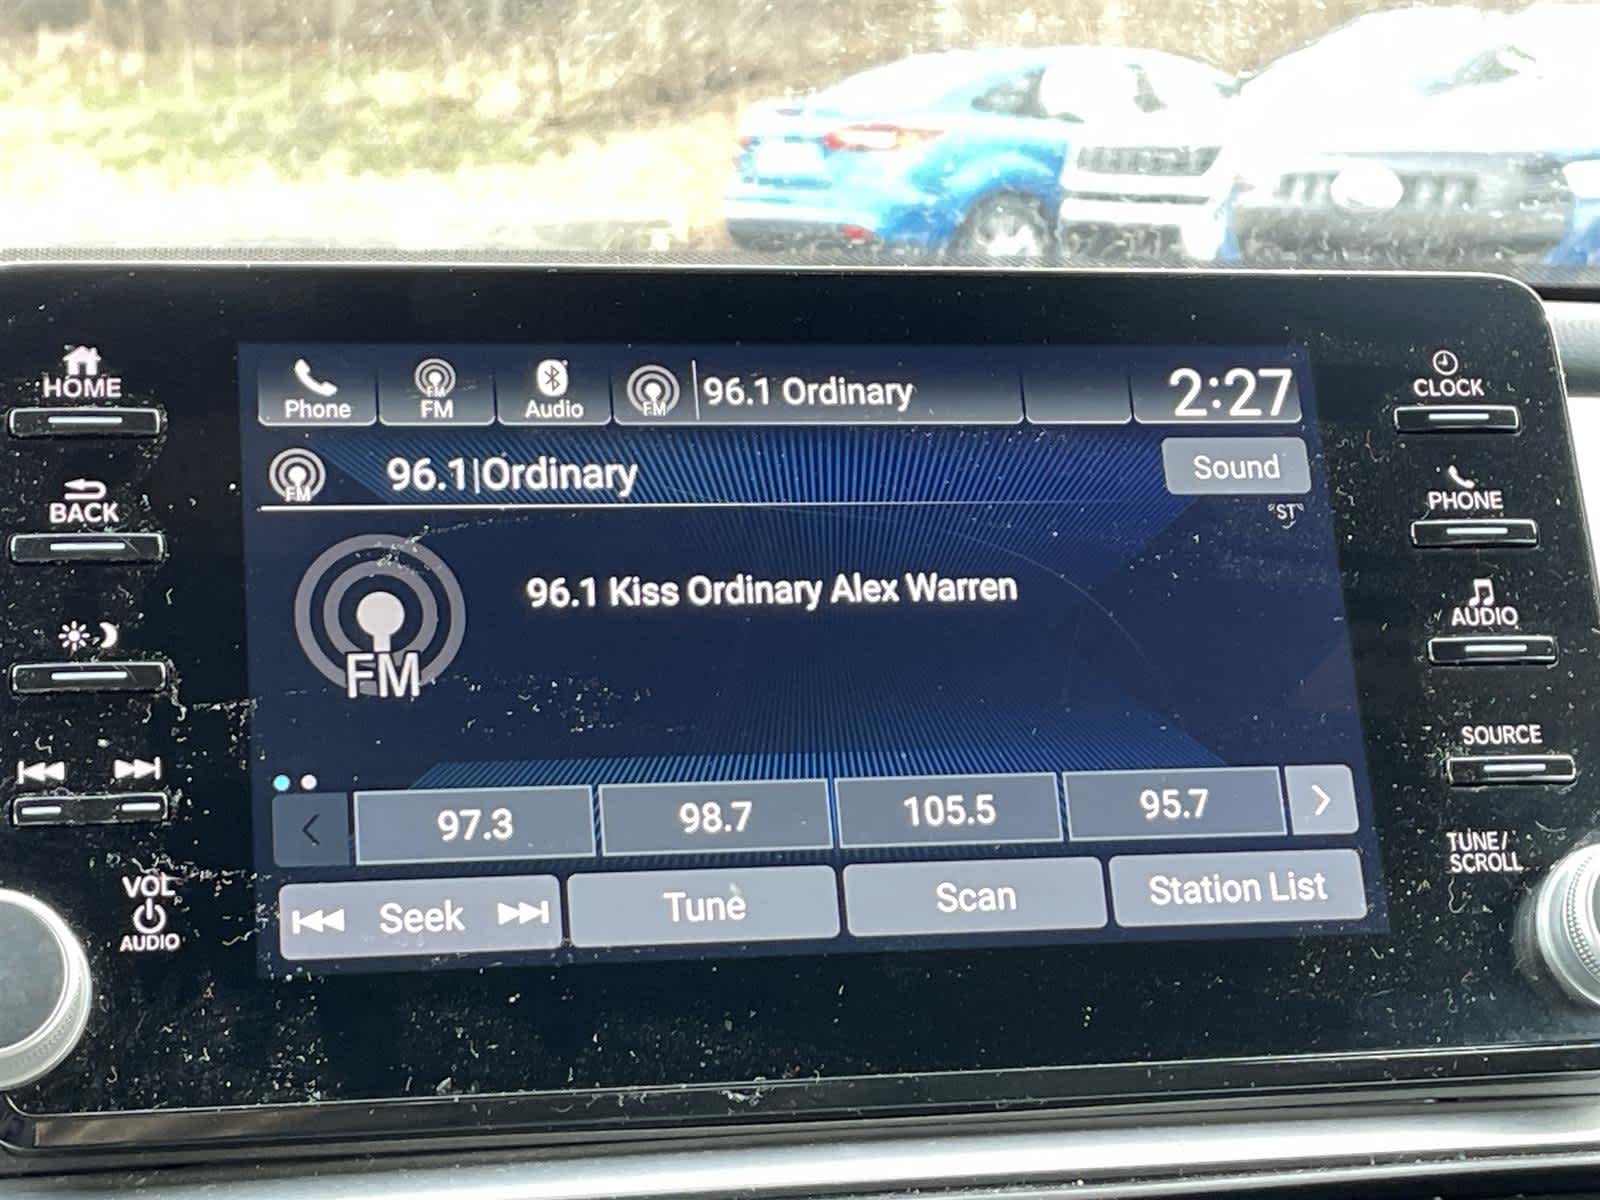 HOME
BACK
VOL
AUDIO
Phone
FM
FM
Audio
FM
96.1 Ordinary
2:27
FM
96.1|Ordinary
Sound
"ST"
FM
96.1 Kiss Ordinary Alex Warren
97.3
98.7
105.5
95.7
Seek
Tune
Scan
Station List
CLOCK
PHONE
AUDIO
SOURCE
TUNE/
SCROLL